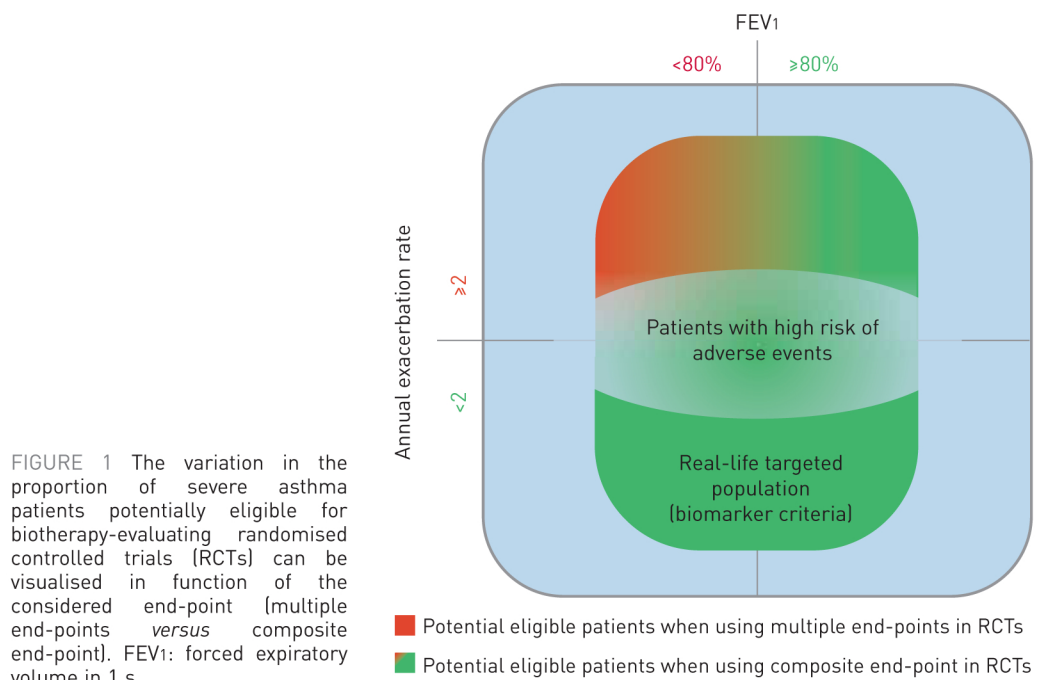 FEV1
<80%
≥80%
Annual exacerbation rate
≥2
<2
Patients with high risk of
adverse events
Real-life targeted
population
(biomarker criteria)
Potential eligible patients when using multiple end-points in RCTs
Potential eligible patients when using composite end-point in RCTs
FIGURE 1 The variation in the
proportion of severe asthma
patients potentially eligible for
biotherapy-evaluating randomised
controlled trials (RCTs) can be
visualised in function of the
considered end-point (multiple
end-points versus composite
end-point). FEV1: forced expiratory
volume in 1 s.